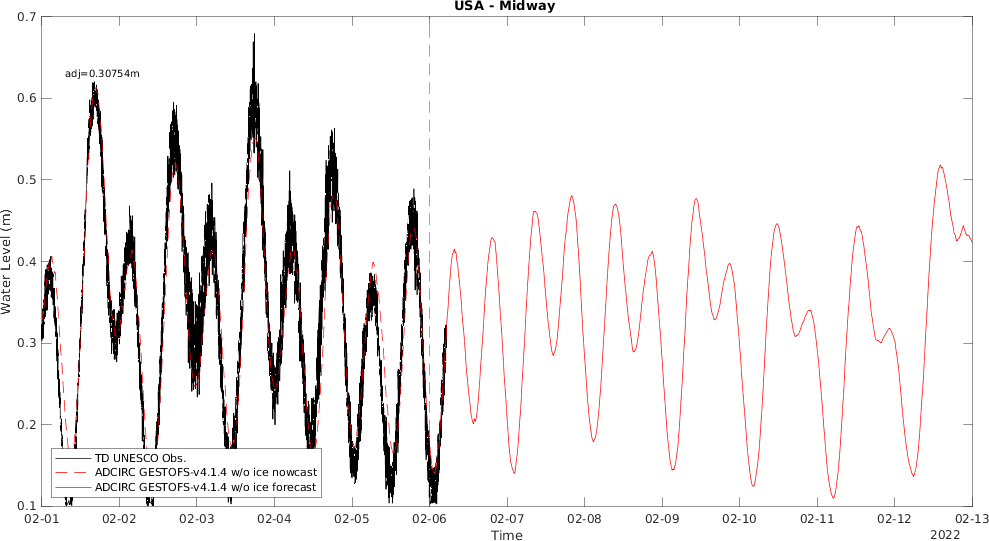 USA - Midway
0.7
0.6
0.5
0.4
0.3
0.2
0.1
Water Level (m)
adj=0.30754m
TD UNESCO Obs.
ADCIRC GESTOFS-v4.1.4 w/o ice nowcast
ADCIRC GESTOFS-v4.1.4 w/o ice forecast
02-01 02-02 02-03 02-04 02-05 02-06 02-07 02-08 02-09 02-10 02-11 02-12 02-13
Time
2022